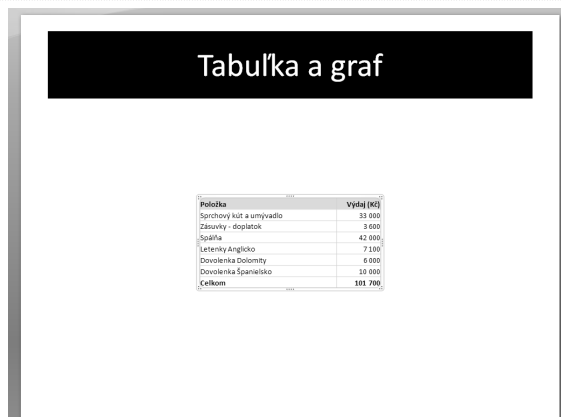 Tabuľka a graf
Položka Výdaj (Kč)
Sprchový kút a umývadlo 33 000
Zásuvky - doplatok 3 600
Spálňa 42 000
Letenky Anglicko 7 100
Dovolenka Dolomity 6 000
Dovolenka Španielsko 10 000
Celkom 101 700